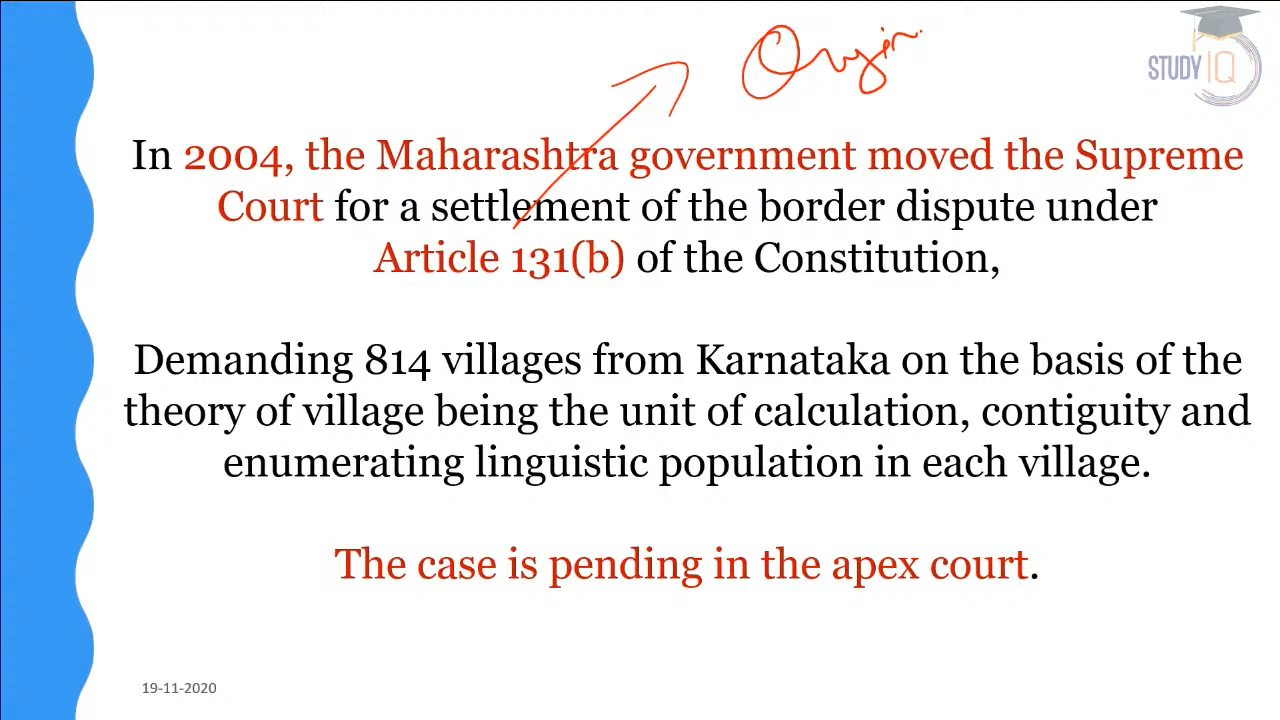 Origin
STUDY IQ
In 2004, the Maharashtra government moved the Supreme
Court for a settlement of the border dispute under
Article 131(b) of the Constitution,
Demanding 814 villages from Karnataka on the basis of the
theory of village being the unit of calculation, contiguity and
enumerating linguistic population in each village.
The case is pending in the apex court.
19-11-2020